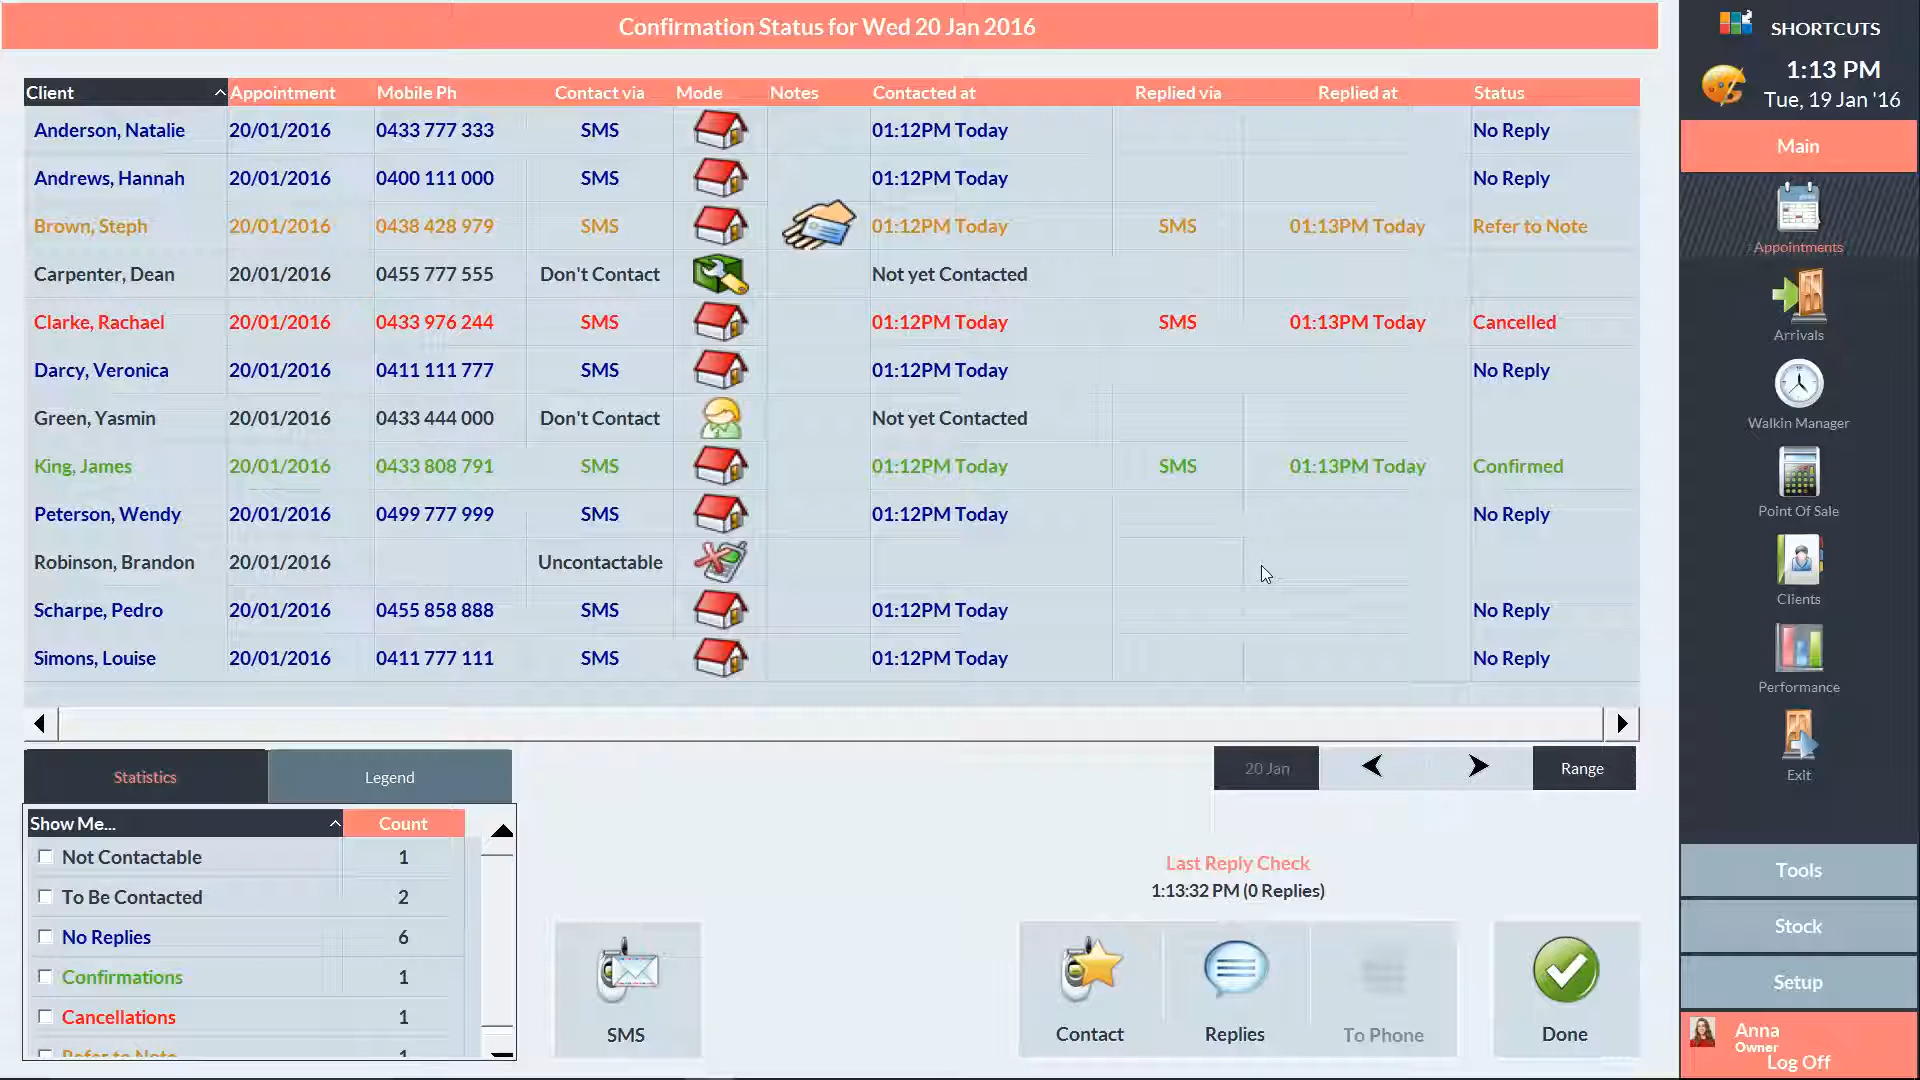 Confirmation Status for Wed 20 Jan 2016
SHORTCUTS
1:13 PM
Tue, 19 Jan '16
Client Appointment Mobile Ph Contact via Mode Notes Contacted at Replied via Replied at Status
Anderson, Natalie 20/01/2016 0433 777 333 SMS 01:12PM Today No Reply
Andrews, Hannah 20/01/2016 0400 111 000 SMS 01:12PM Today No Reply
Brown, Steph 20/01/2016 0438 428 979 SMS 01:12PM Today SMS 01:13PM Today Refer to Note
Carpenter, Dean 20/01/2016 0455 777 555 Don't Contact Not yet Contacted
Clarke, Rachael 20/01/2016 0433 976 244 SMS 01:12PM Today SMS 01:13PM Today Cancelled
Darcy, Veronica 20/01/2016 0411 111 777 SMS 01:12PM Today No Reply
Green, Yasmin 20/01/2016 0433 444 000 Don't Contact Not yet Contacted
King, James 20/01/2016 0433 808 791 SMS 01:12PM Today SMS 01:13PM Today Confirmed
Peterson, Wendy 20/01/2016 0499 777 999 SMS 01:12PM Today No Reply
Robinson, Brandon 20/01/2016 Uncontactable
Scharpe, Pedro 20/01/2016 0455 858 888 SMS 01:12PM Today No Reply
Simons, Louise 20/01/2016 0411 777 111 SMS 01:12PM Today No Reply
Statistics Legend
20 Jan Range
Show Me... Count
Not Contactable 1
To Be Contacted 2
No Replies 6
Confirmations 1
Cancellations 1
Refer to Note 1
Last Reply Check
1:13:32 PM (0 Replies)
SMS
Contact
Replies
To Phone
Done
Main
Appointments
Arrivals
Walkin Manager
Point Of Sale
Clients
Performance
Exit
Tools
Stock
Setup
Anna
Owner
Log Off